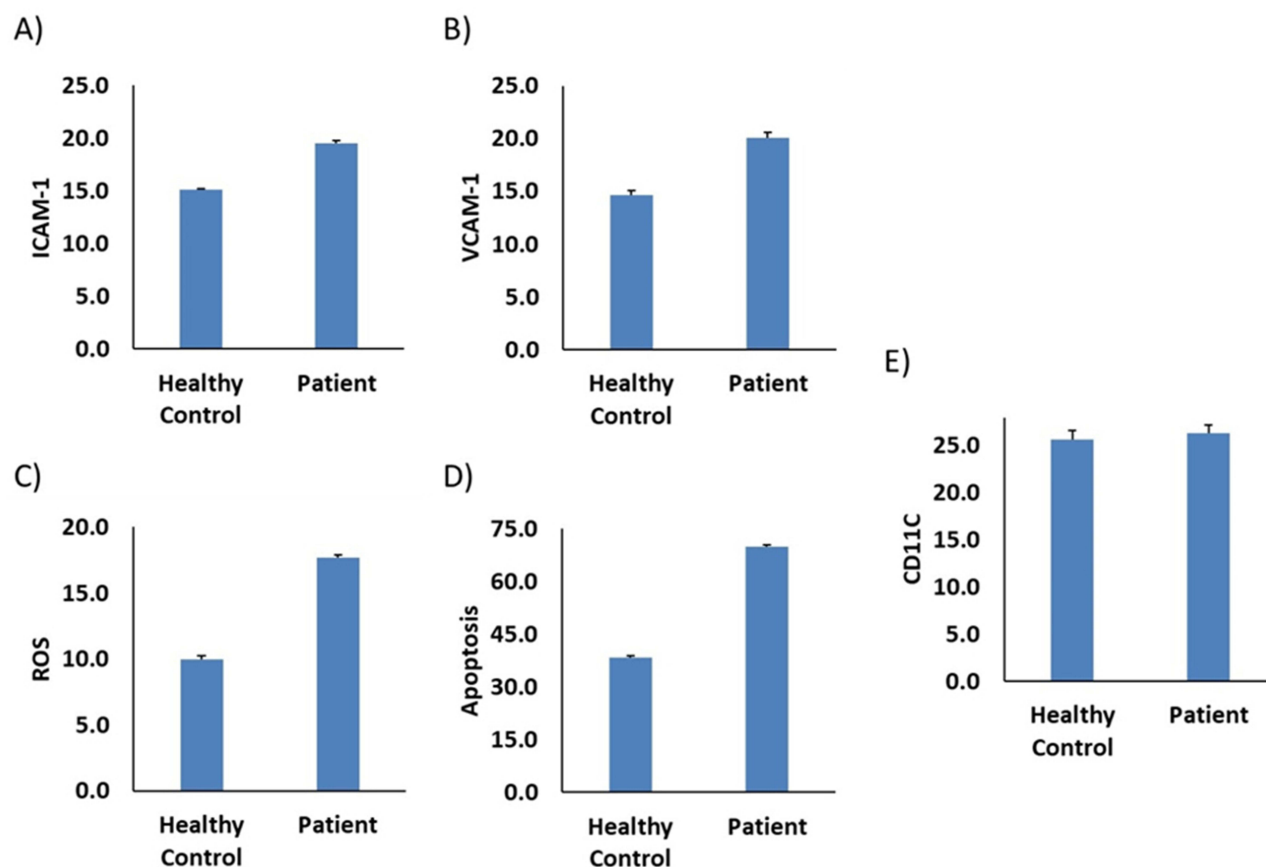 A)
25.0
20.0
15.0
10.0
5.0
0.0
ICAM-1
Healthy
Control
Patient
B)
25.0
20.0
15.0
10.0
5.0
0.0
VCAM-1
Healthy
Control
Patient
C)
20.0
15.0
10.0
5.0
0.0
ROS
Healthy
Control
Patient
D)
75.0
60.0
45.0
30.0
15.0
0.0
Apoptosis
Healthy
Control
Patient
E)
25.0
20.0
15.0
10.0
5.0
0.0
CD11C
Healthy
Control
Patient